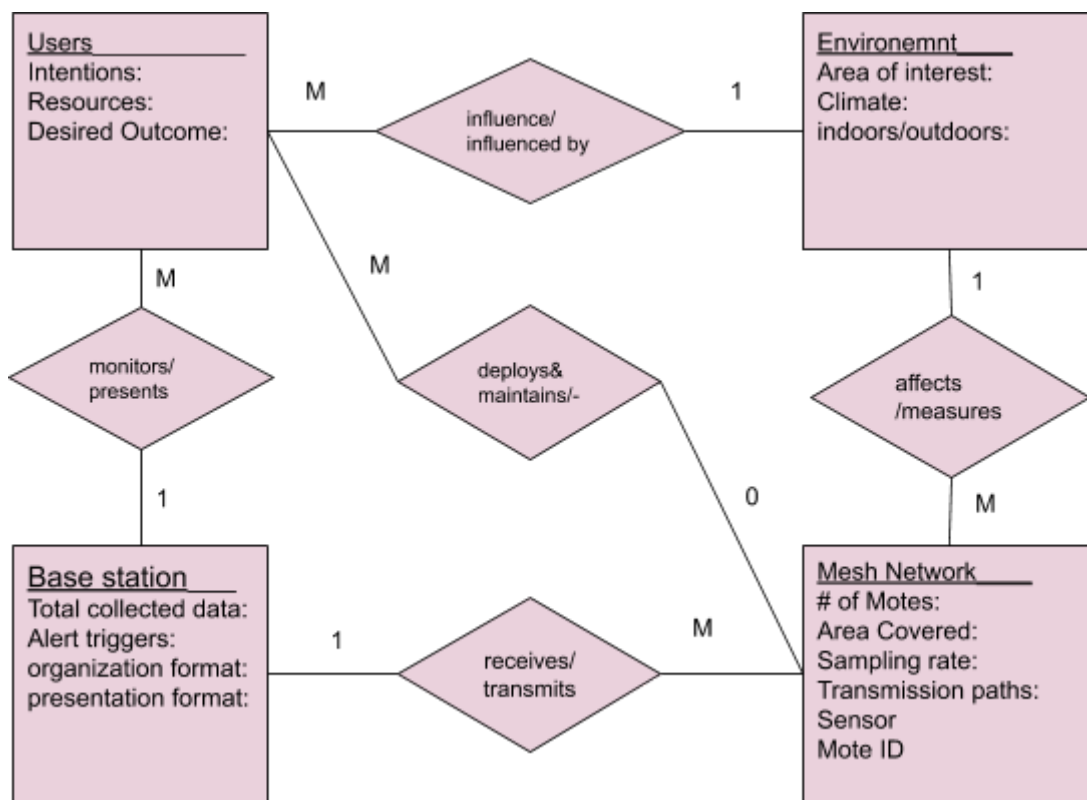 Users
Intentions:
Resources:
Desired Outcome:
M
influence/
influenced by
1
Environemnt
Area of interest:
Climate:
indoors/outdoors:
M
monitors/
presents
1
M
deploys&
maintains/-
0
1
affects
/measures
M
Base station
Total collected data:
Alert triggers:
organization format:
presentation format:
1
receives/
transmits
M
Mesh Network
# of Motes:
Area Covered:
Sampling rate:
Transmission paths:
Sensor
Mote ID